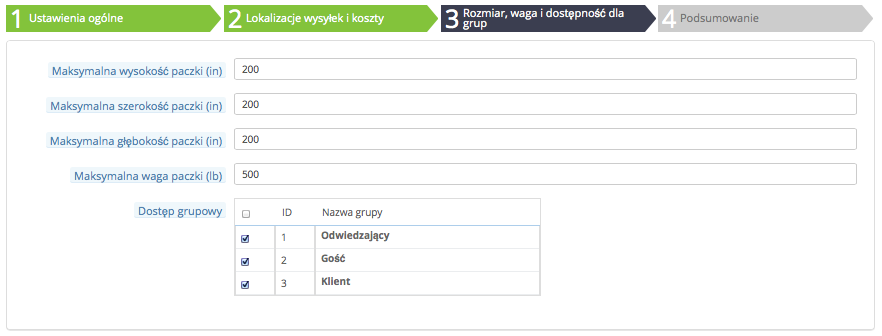 1 Ustawienia ogólne
2 Lokalizacje wysyłek i koszty
3 Rozmiar, waga i dostępność dla
grup
4 Podsumowanie
Maksymalna wysokość paczki (in) 200
Maksymalna szerokość paczki (in) 200
Maksymalna głębokość paczki (in) 200
Maksymalna waga paczki (lb) 500
Dostęp grupowy
ID Nazwa grupy
1 Odwiedzający
2 Gość
3 Klient